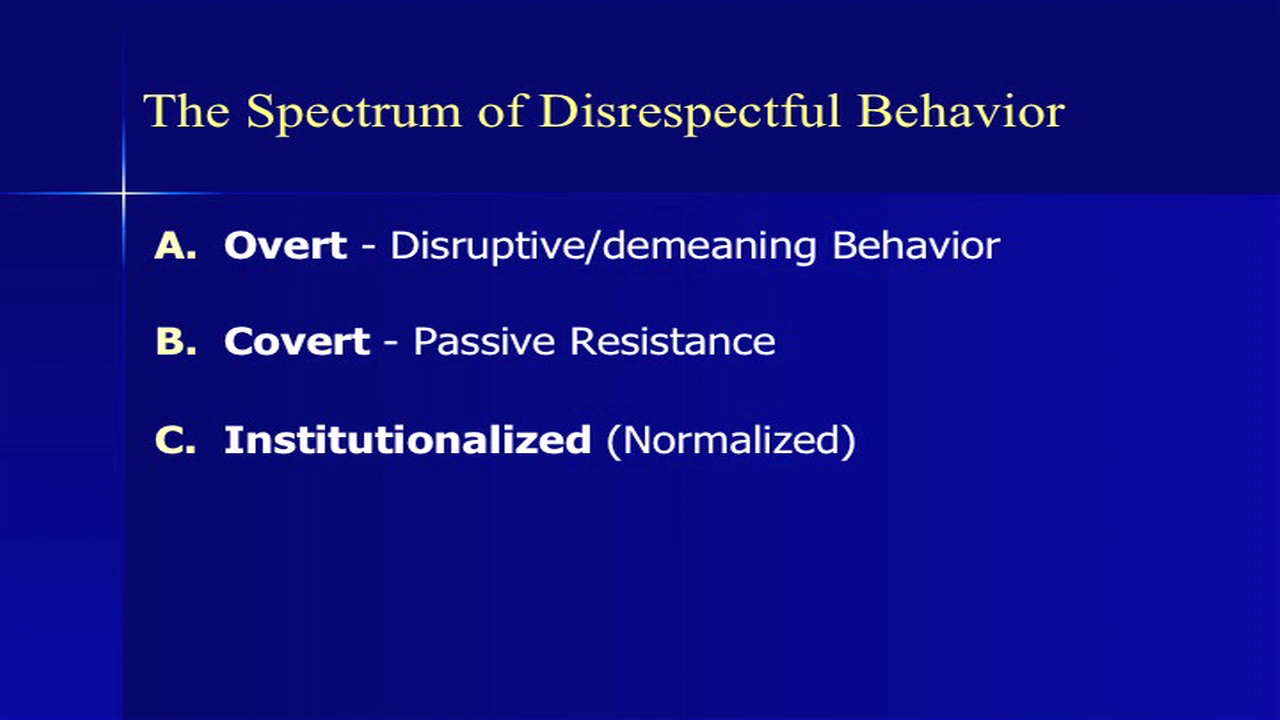 The Spectrum of Disrespectful Behavior
A. Overt - Disruptive/demeaning Behavior
B. Covert - Passive Resistance
C. Institutionalized (Normalized)